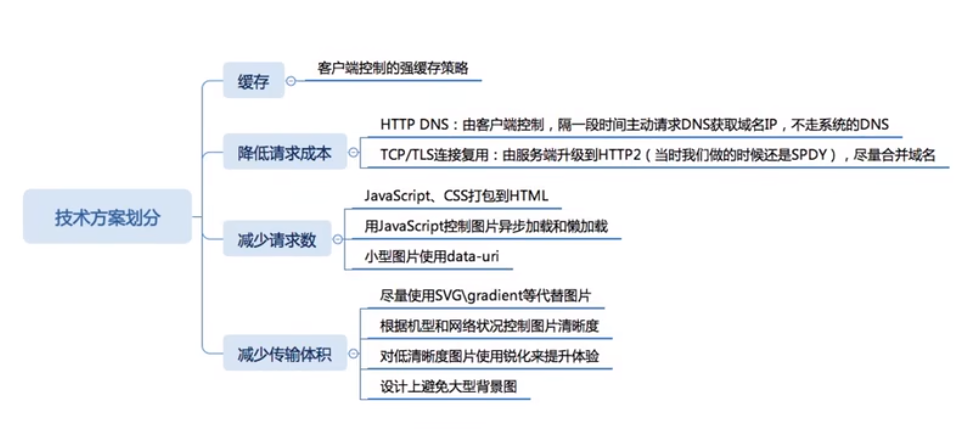 技术方案划分
缓存
客户端控制的强缓存策略
降低请求成本
HTTP DNS：由客户端控制，隔一段时间主动请求DNS获取域名IP，不走系统的DNS
TCP/TLS连接复用：由服务端升级到HTTP2（当时我们做的时候还是SPDY），尽量合并域名
减少请求数
JavaScript、CSS打包到HTML
用JavaScript控制图片异步加载和懒加载
小型图片使用data-uri
减少传输体积
尽量使用SVG\gradient等代替图片
根据机型和网络状况控制图片清晰度
对低清晰度图片使用锐化来提升体验
设计上避免大型背景图